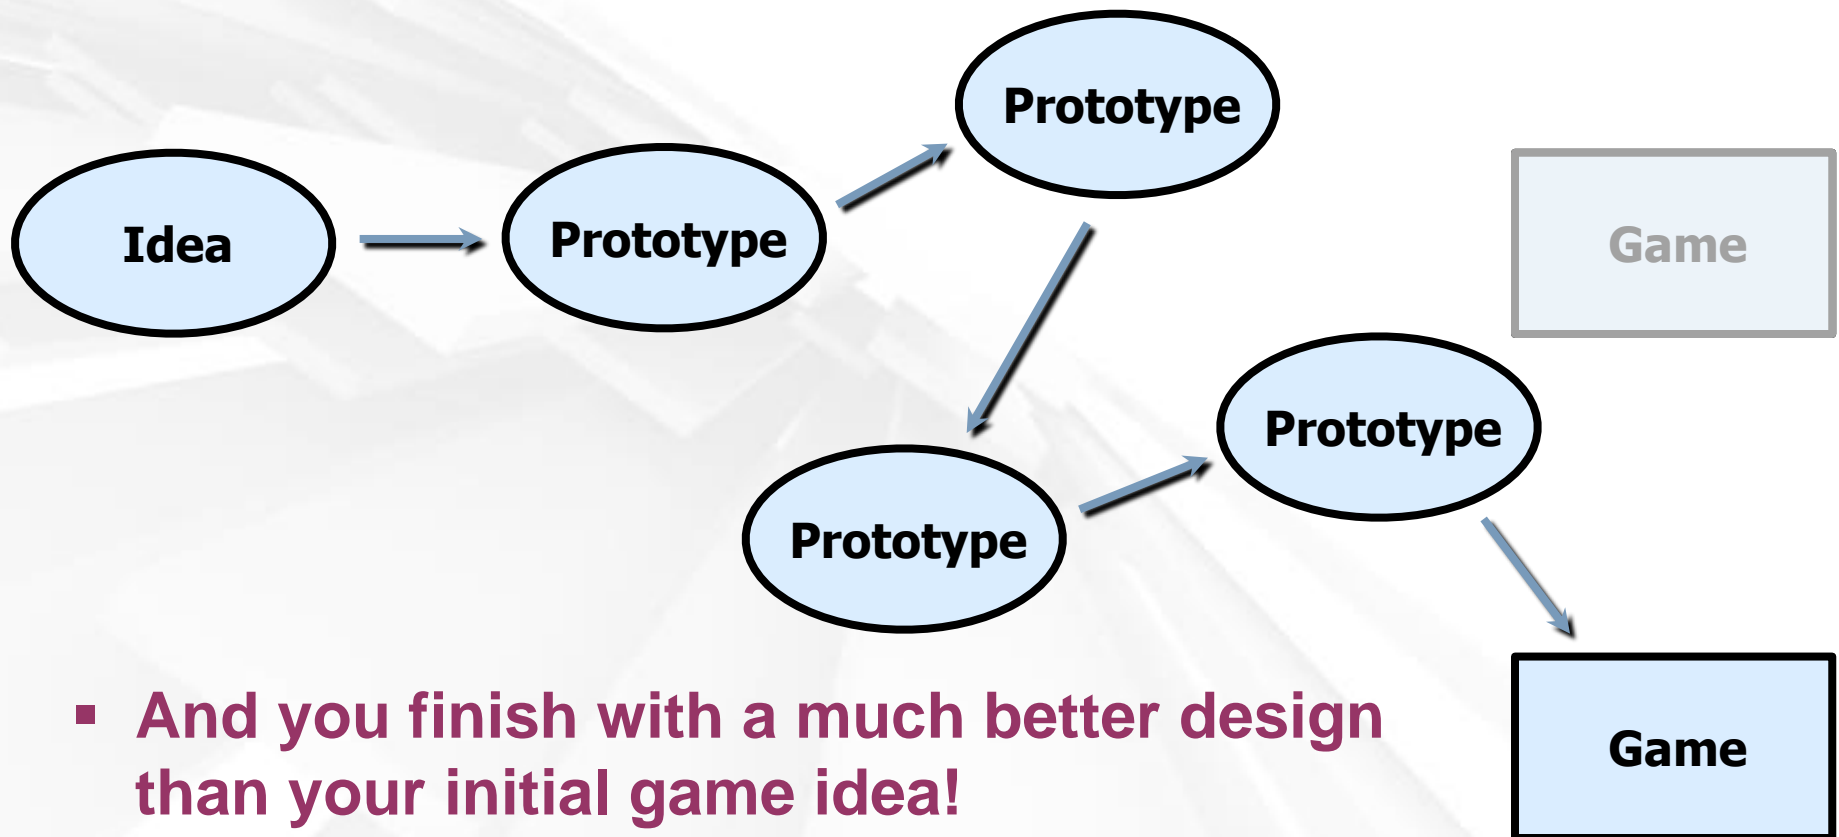 Prototype
Idea
Prototype
Game
Prototype
Prototype
▪ And you finish with a much better design
than your initial game idea!
Game